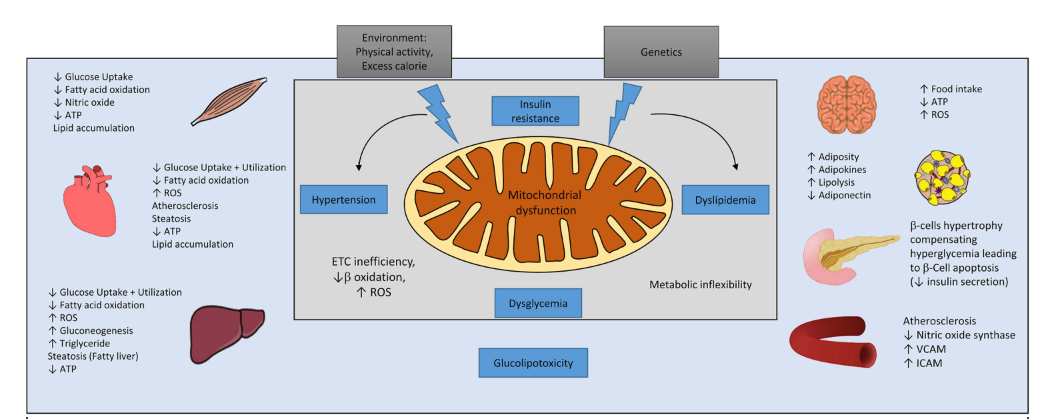 Environment:
Physical activity,
Excess calorie
Genetics
↓ Glucose Uptake
↓ Fatty acid oxidation
↓ Nitric oxide
↓ ATP
Lipid accumulation
↓ Glucose Uptake + Utilization
↓ Fatty acid oxidation
↑ ROS
Atherosclerosis
Steatosis
↓ ATP
Lipid accumulation
↓ Glucose Uptake + Utilization
↓ Fatty acid oxidation
↑ ROS
↑ Gluconeogenesis
↑ Triglyceride
Steatosis (Fatty liver)
↓ ATP
Insulin
resistance
Hypertension
Mitochondrial
dysfunction
Dyslipidemia
ETC inefficiency,
↓β oxidation,
↑ ROS
Metabolic inflexibility
Dysglycemia
Glucolipotoxicity
↑ Food intake
↓ ATP
↑ ROS
↑ Adiposity
↑ Adipokines
↑ Lipolysis
↓ Adiponectin
β-cells hypertrophy
compensating
hyperglycemia leading
to β-Cell apoptosis
(↓ insulin secretion)
Atherosclerosis
↓ Nitric oxide synthase
↑ VCAM
↑ ICAM